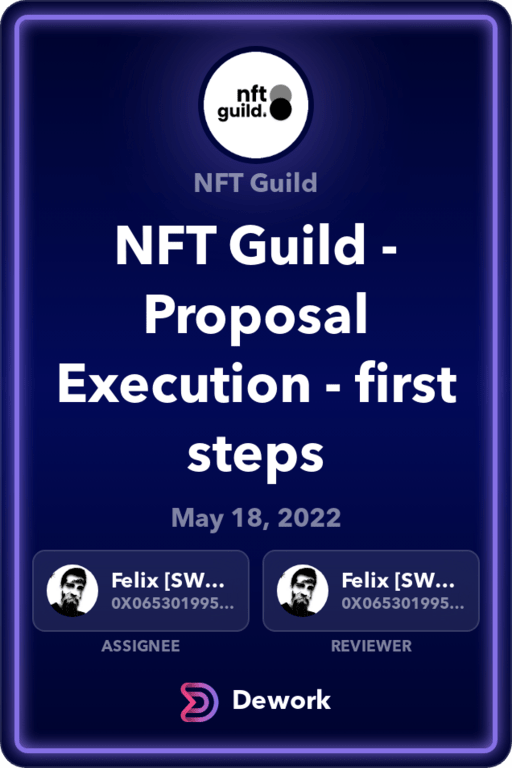 nft
guild.
NFT Guild
NFT Guild -
Proposal
Execution - first
steps
May 18, 2022
Felix [SW...
0X065301995...
ASSIGNEE
Felix [SW...
0X065301995...
REVIEWER
Dework